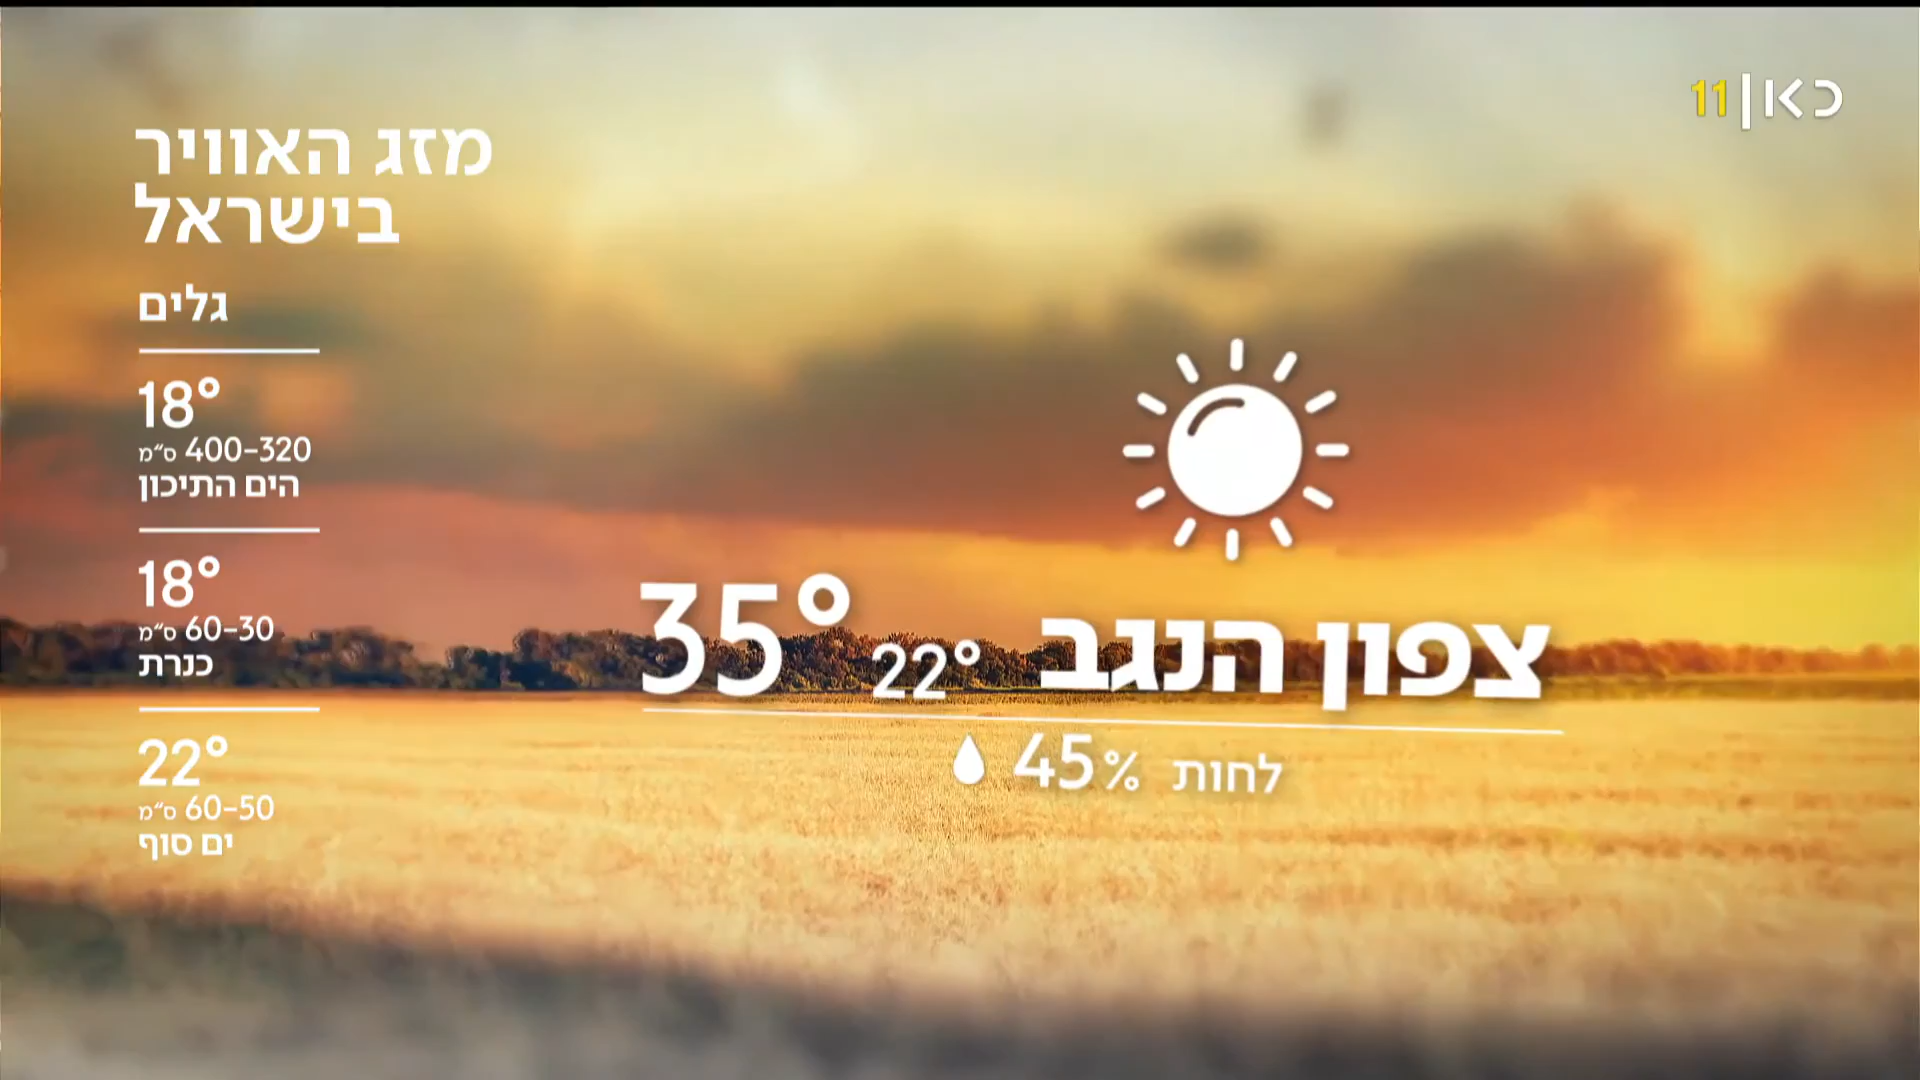 כאן|11
מזג האוויר
בישראל
גלים
18°
400-320 ס״מ
הים התיכון
18°
60-30 ס״מ
כנרת
22°
60-50 ס״מ
ים סוף
צפון הנגב 22° 35°
לחות 45%